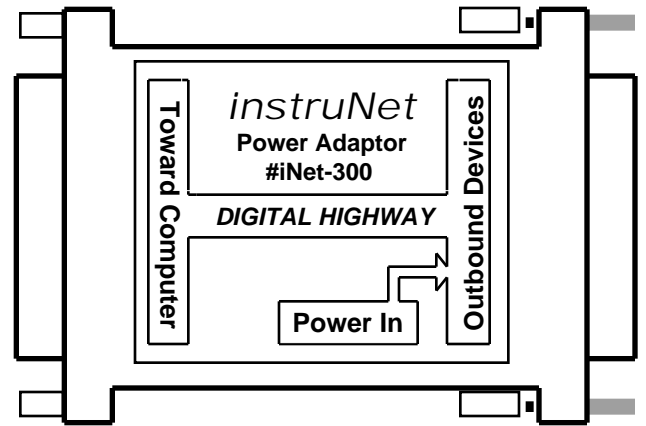 instruNet
Power Adaptor
#iNet-300
Toward Computer
DIGITAL HIGHWAY
Outbound Devices
Power In